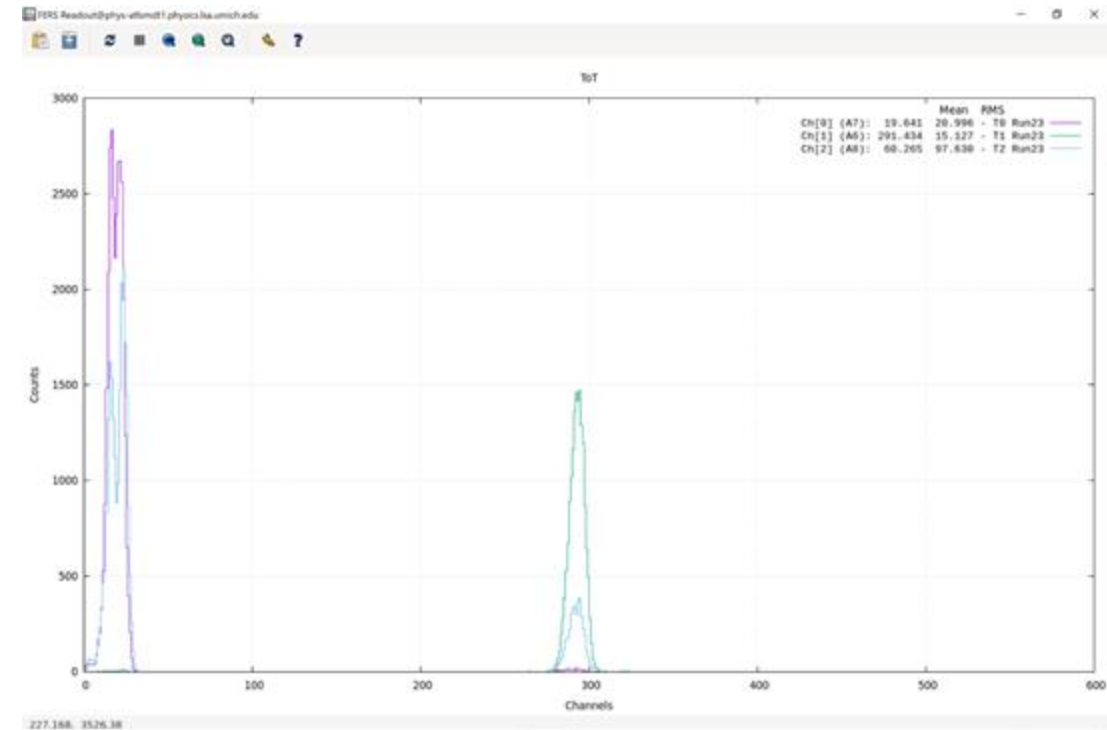 FERS Readout@phys-atlsmdt1.physics.lsa.umich.edu
?
ToT
Mean RMS
Ch[0] (A7): 19.641 20.996 - T0 Run23
Ch[1] (A6): 291.434 15.127 - T1 Run23
Ch[2] (A8): 60.265 97.630 - T2 Run23
3000
2500
2000
1500
1000
500
0
Counts
0 100 200 300 400 500 600
Channels
227.168, 3526.38